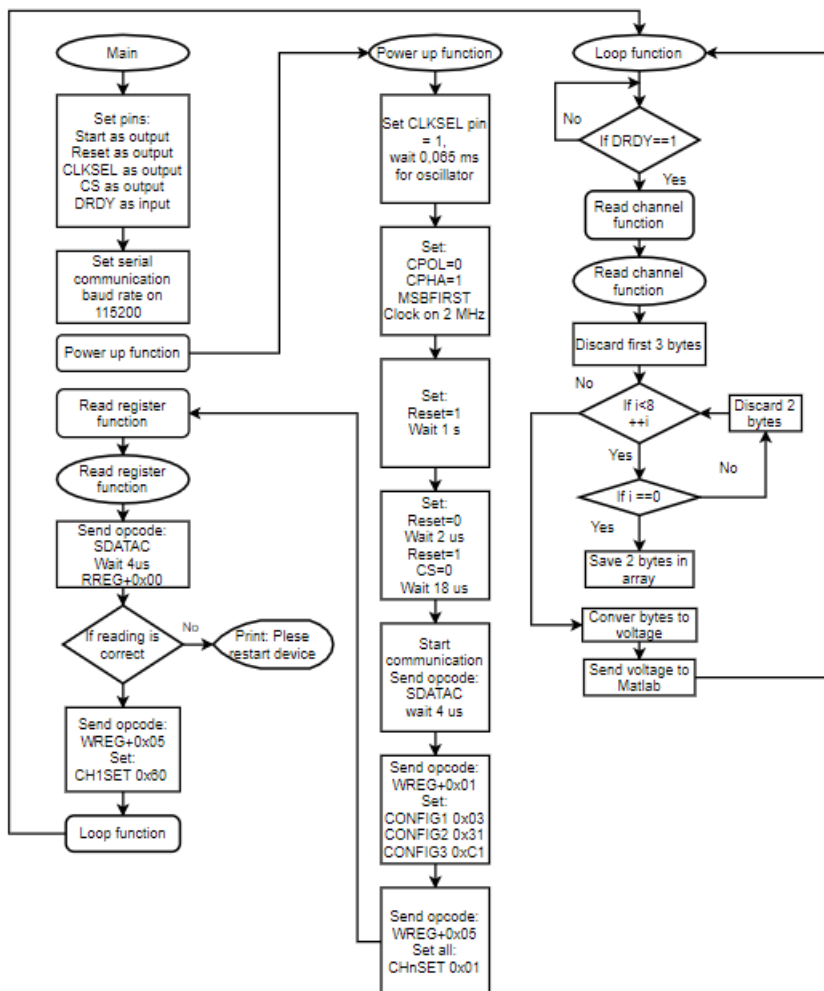 Main
Set pins:
Start as output
Reset as output
CLKSEL as output
CS as output
DRDY as input
Set serial
communication
baud rate on
115200
Power up function
Read register
function
Read register
function
Send opcode:
SDATAC
Wait 4us
RREG+0x00
If reading is
correct
No
Print: Plese
restart device
Send opcode:
WREG+0x05
Set:
CH1SET 0x60
Loop function
Power up function
Set CLKSEL pin
= 1,
wait 0,065 ms
for oscillator
Set:
CPOL=0
CPHA=1
MSBFIRST
Clock on 2 MHz
Set:
Reset=1
Wait 1 s
Set:
Reset=0
Wait 2 us
Reset=1
CS=0
Wait 18 us
Start
communication
Send opcode:
SDATAC
wait 4 us
Send opcode:
WREG+0x01
Set:
CONFIG1 0x03
CONFIG2 0x31
CONFIG3 0xC1
Send opcode:
WREG+0x05
Set all:
CHnSET 0x01
Loop function
No
If DRDY==1
Yes
Read channel
function
Read channel
function
Discard first 3 bytes
No
If i<8
++i
Discard 2
bytes
Yes
No
If i ==0
Yes
Save 2 bytes in
array
Conver bytes to
voltage
Send voltage to
Matlab